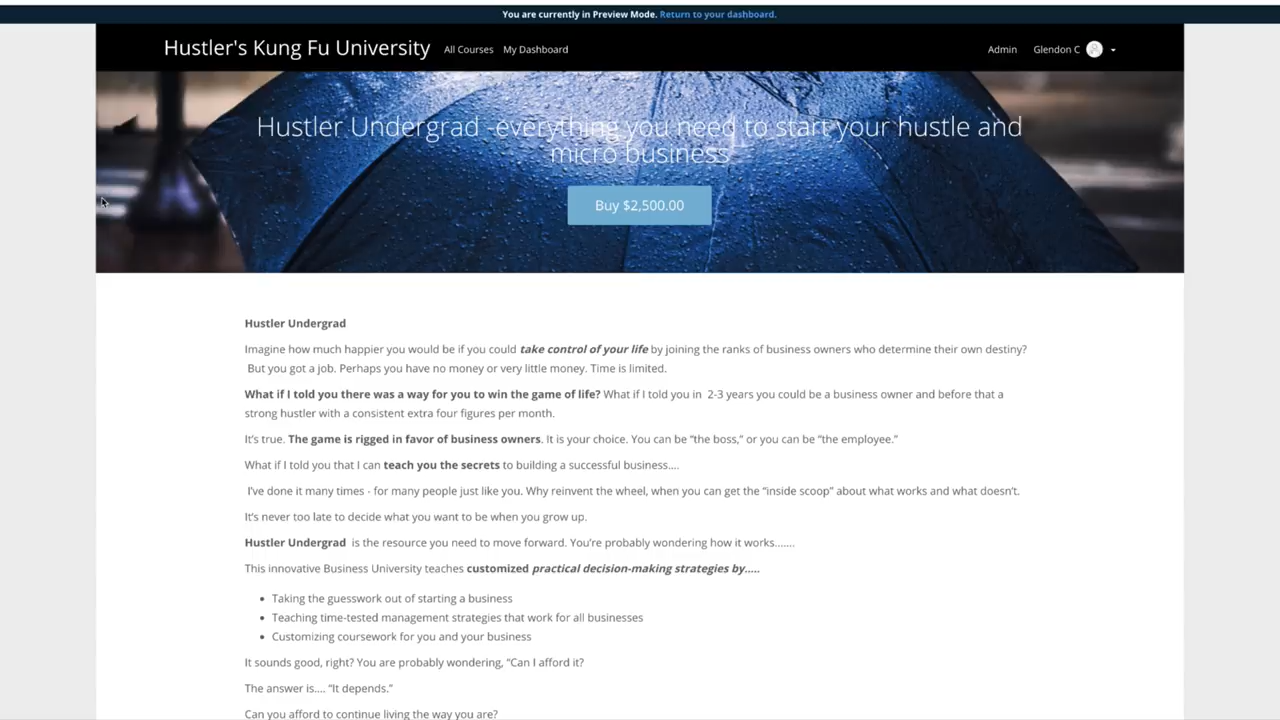 You are currently in Preview Mode. Return to your dashboard.
Hustler's Kung Fu University All Courses My Dashboard Admin Glendon C
Hustler Undergrad -everything you need to start your hustle and
micro business
Buy $2,500.00
Hustler Undergrad
Imagine how much happier you would be if you could take control of your life by joining the ranks of business owners who determine their own destiny?
But you got a job. Perhaps you have no money or very little money. Time is limited.
What if I told you there was a way for you to win the game of life? What if I told you in 2-3 years you could be a business owner and before that a
strong hustler with a consistent extra four figures per month.
It’s true. The game is rigged in favor of business owners. It is your choice. You can be “the boss,” or you can be “the employee.”
What if I told you that I can teach you the secrets to building a successful business....
I’ve done it many times - for many people just like you. Why reinvent the wheel, when you can get the “inside scoop” about what works and what doesn’t.
It’s never too late to decide what you want to be when you grow up.
Hustler Undergrad is the resource you need to move forward. You’re probably wondering how it works.......
This innovative Business University teaches customized practical decision-making strategies by.....
• Taking the guesswork out of starting a business
• Teaching time-tested management strategies that work for all businesses
• Customizing coursework for you and your business
It sounds good, right? You are probably wondering, “Can I afford it?
The answer is.... “It depends.”
Can you afford to continue living the way you are?